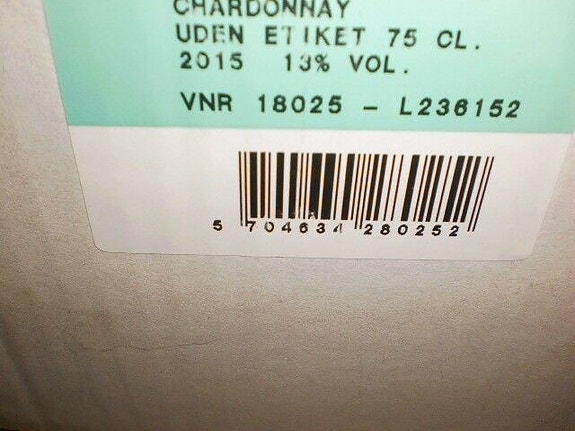 CHARDONNAY
UDEN ETIKET 75 CL.
2015 13% VOL.
VNR 18025 - L236152
5 704634 280252